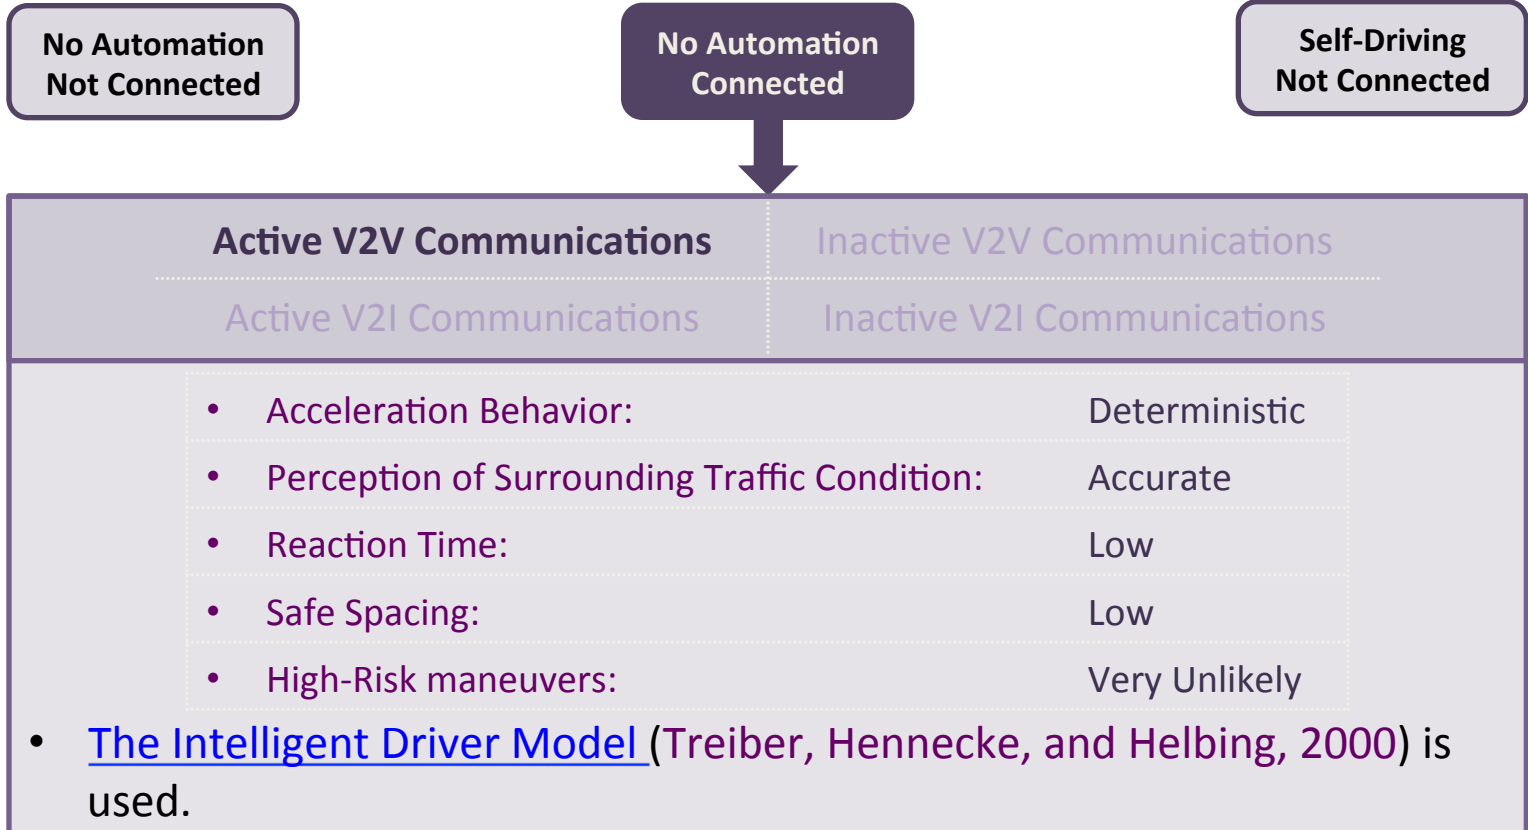 No Automation
Not Connected
No Automation
Connected
Self-Driving
Not Connected
Active V2V Communications
Inactive V2V Communications
Active V2I Communications
Inactive V2I Communications
• Acceleration Behavior: Deterministic
• Perception of Surrounding Traffic Condition: Accurate
• Reaction Time: Low
• Safe Spacing: Low
• High-Risk maneuvers: Very Unlikely
• The Intelligent Driver Model (Treiber, Hennecke, and Helbing, 2000) is
used.